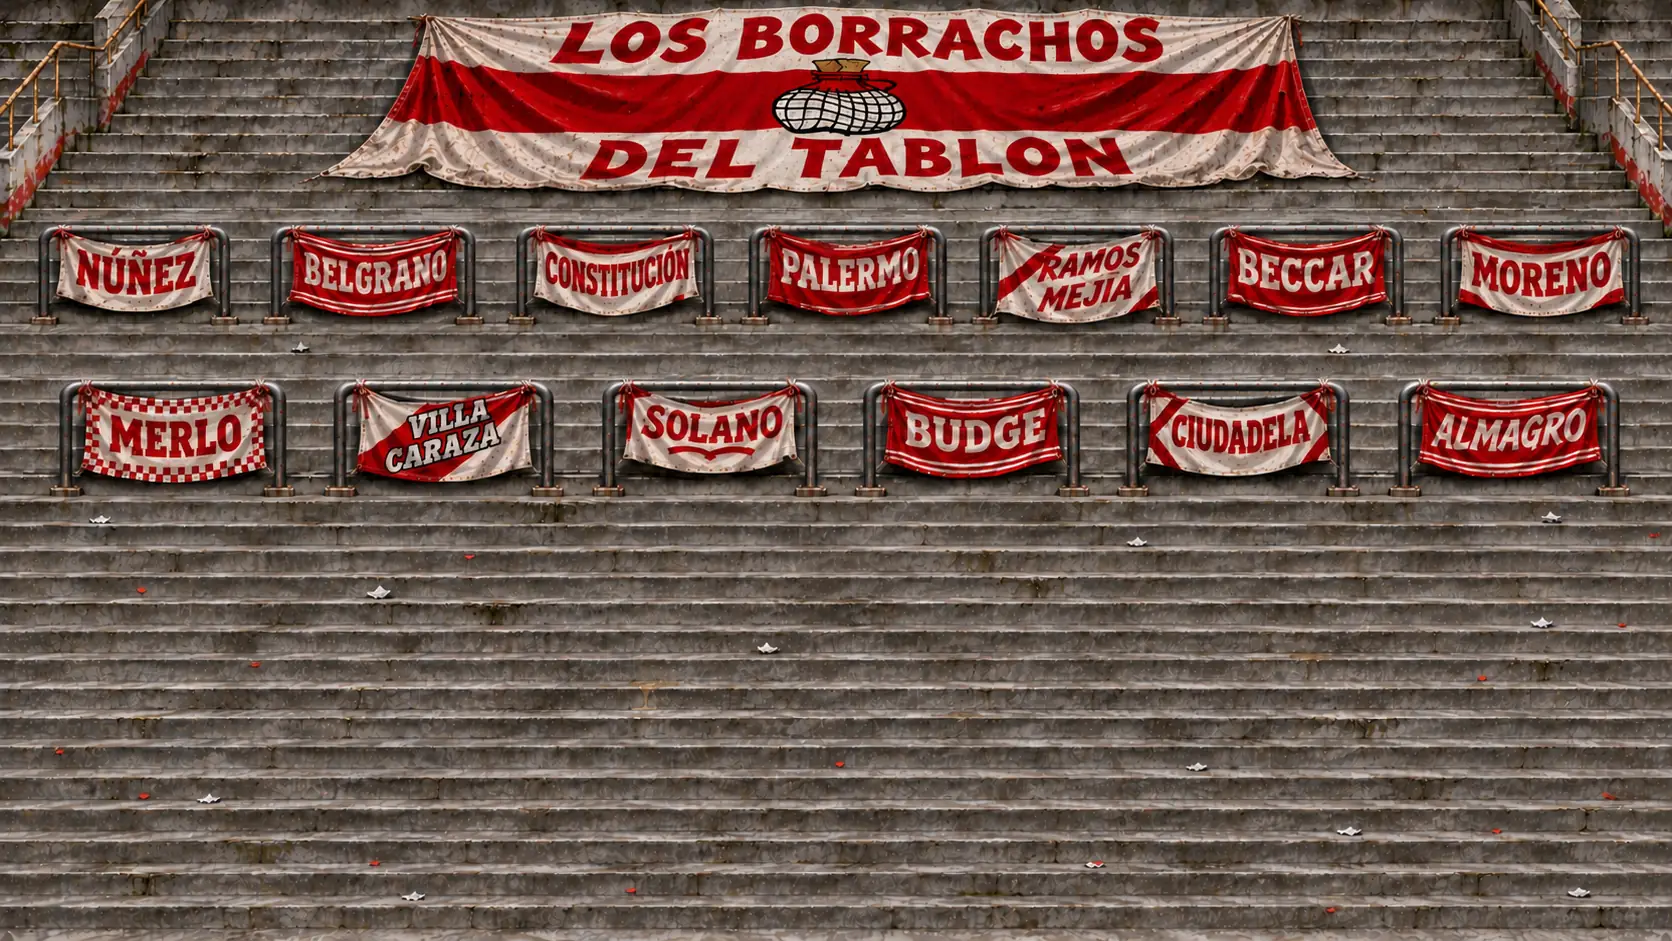 LOS BORRACHOS
DEL TABLON
NÚÑEZ
BELGRANO
CONSTITUCIÓN
PALERMO
RAMOS
MEJIA
BECCAR
MORENO
MERLO
VILLA
CARAZA
SOLANO
BUDGE
CIUDADELA
ALMAGRO